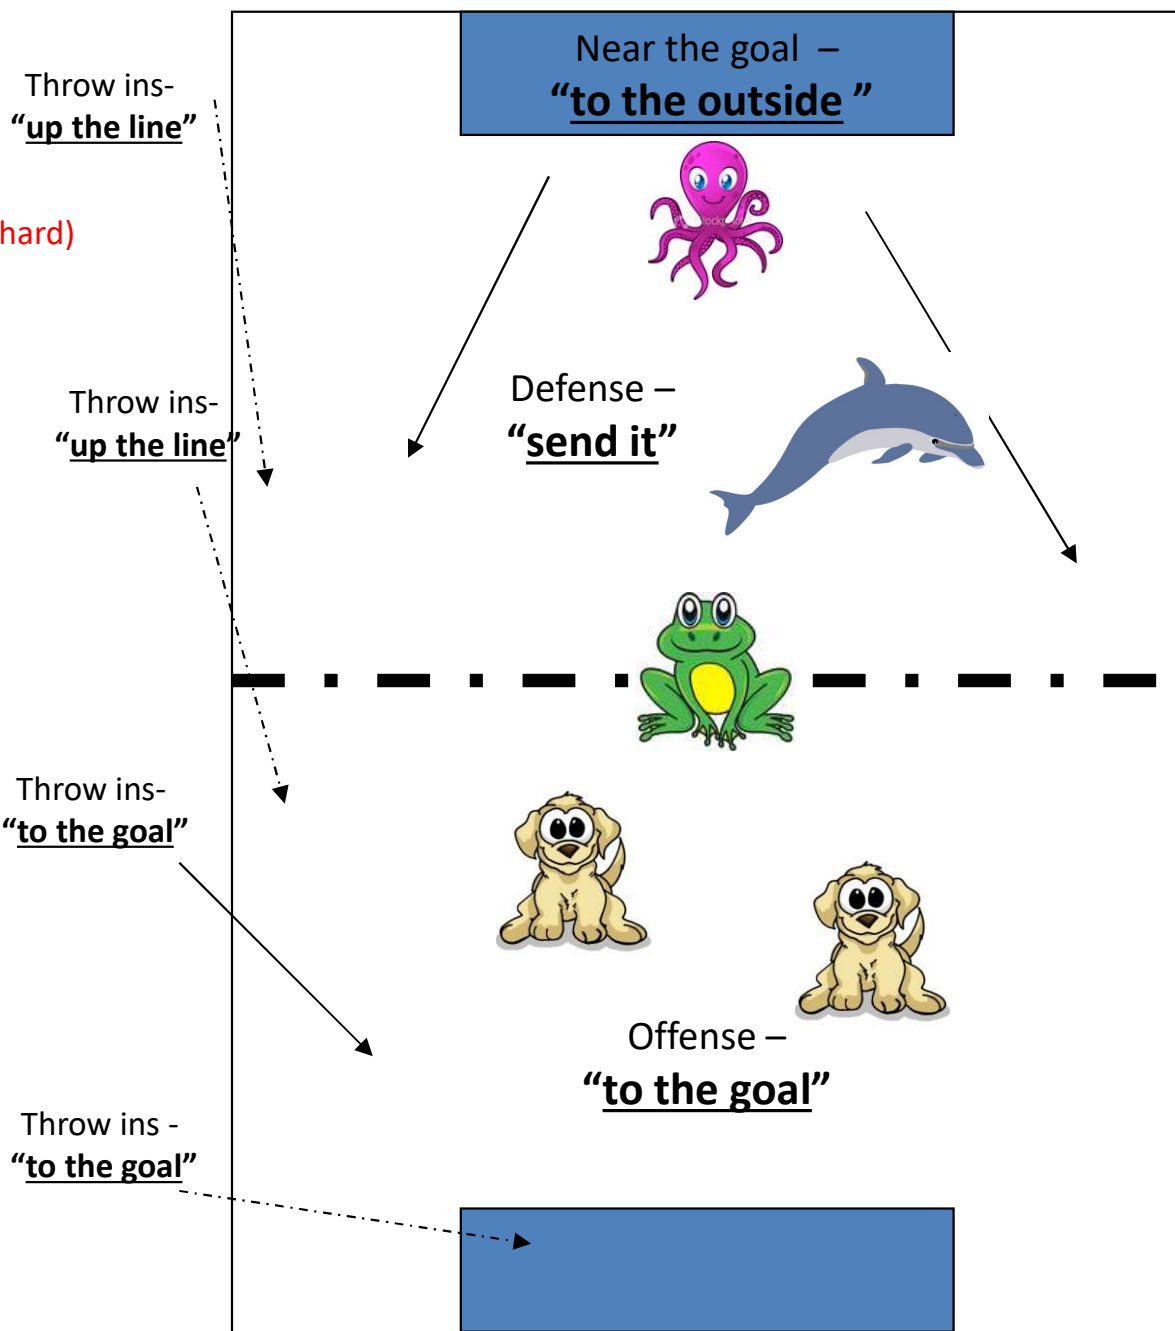 Near the goal –
“to the outside ”
Throw ins-
“up the line”
hard)
Defense –
“send it”
Throw ins-
“up the line”
Throw ins-
“to the goal”
Offense –
“to the goal”
Throw ins -
“to the goal”